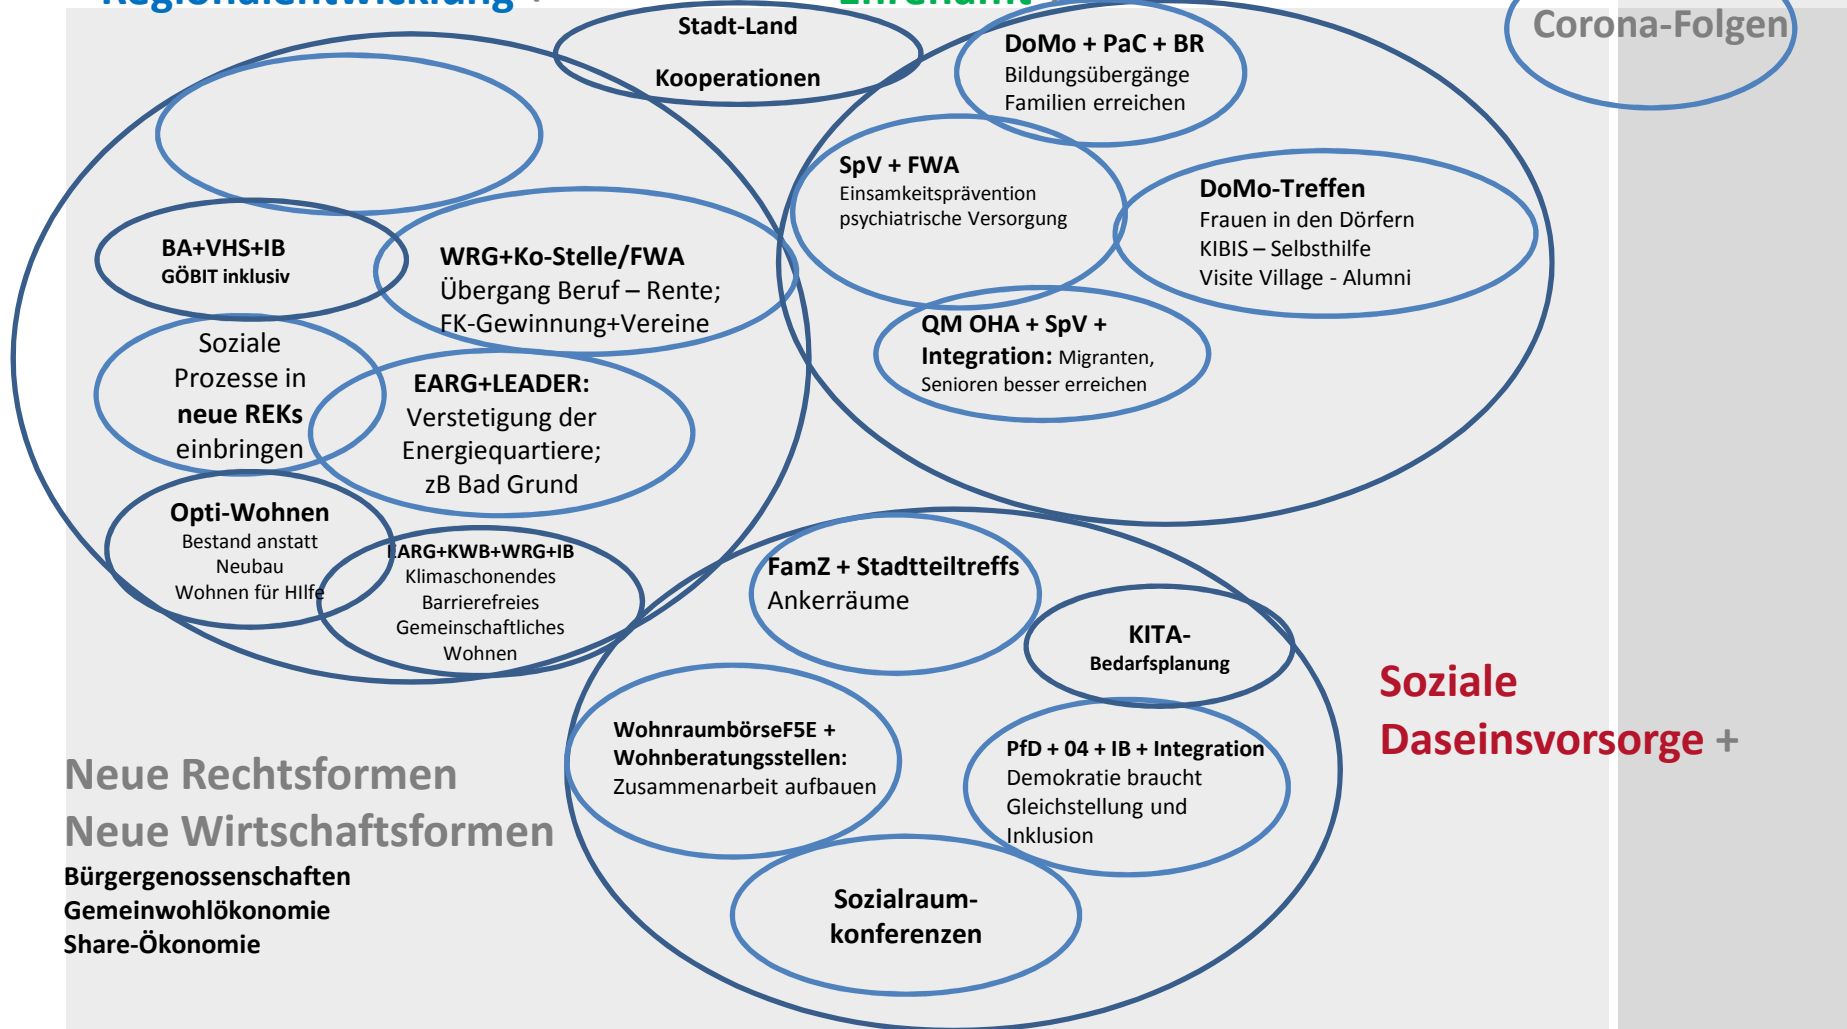 Regionalentwicklung +
Ehrenamt
Corona-Folgen
Stadt-Land
Kooperationen
DoMo + PaC + BR
Bildungsübergänge
Familien erreichen
SpV + FWA
Einsamkeitsprävention
psychiatrische Versorgung
DoMo-Treffen
Frauen in den Dörfern
KIBIS – Selbsthilfe
Visite Village - Alumni
QM OHA + SpV +
Integration: Migranten,
Senioren besser erreichen
BA+VHS+IB
GÖBIT inklusiv
WRG+Ko-Stelle/FWA
Übergang Beruf – Rente;
FK-Gewinnung+Vereine
Soziale
Prozesse in
neue REKs
einbringen
EARG+LEADER:
Verstetigung der
Energiequartiere;
zB Bad Grund
Opti-Wohnen
Bestand anstatt
Neubau
Wohnen für HIlfe
EARG+KWB+WRG+IB
Klimaschonendes
Barrierefreies
Gemeinschaftliches
Wohnen
FamZ + Stadtteiltreffs
Ankerräume
KITA-
Bedarfsplanung
WohnraumbörseF5E +
Wohnberatungsstellen:
Zusammenarbeit aufbauen
PfD + 04 + IB + Integration
Demokratie braucht
Gleichstellung und
Inklusion
Sozialraum-
konferenzen
Soziale
Daseinsvorsorge +
Neue Rechtsformen
Neue Wirtschaftsformen
Bürgergenossenschaften
Gemeinwohlökonomie
Share-Ökonomie